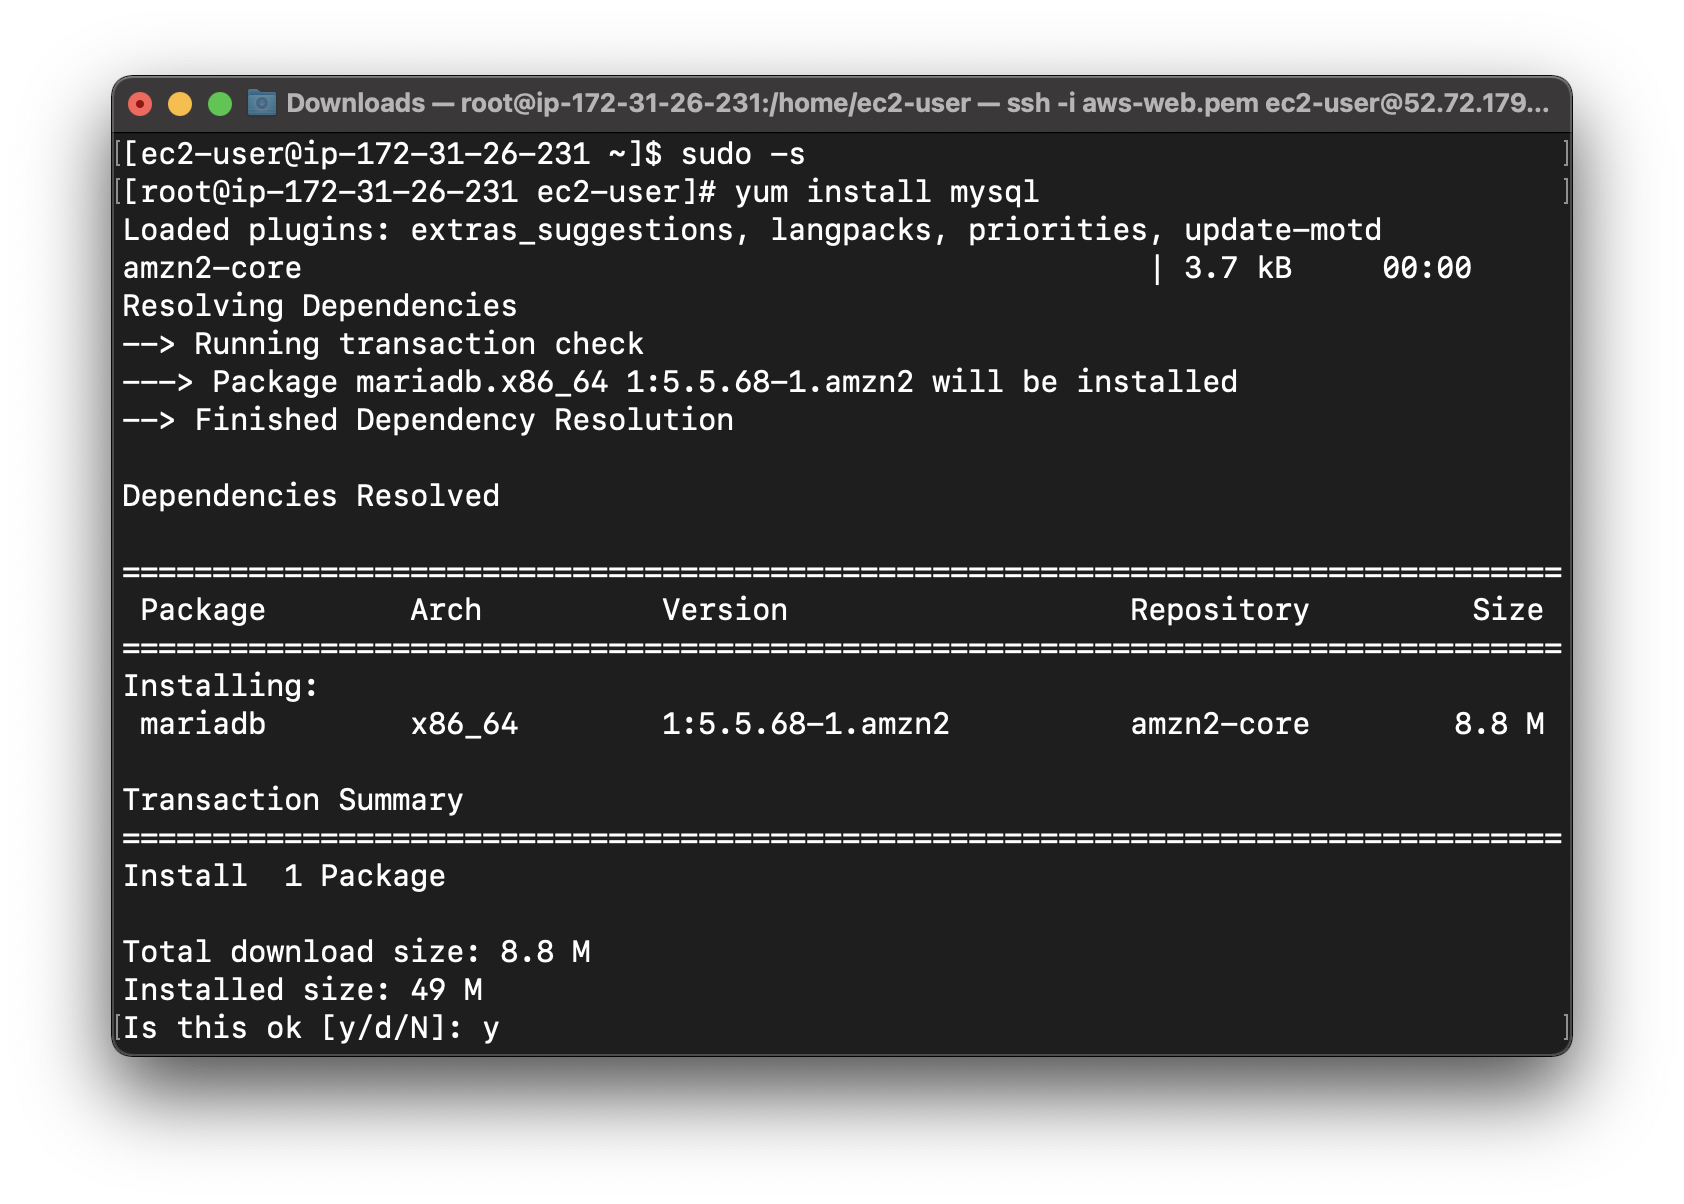 Downloads — root@ip-172-31-26-231:/home/ec2-user — ssh -i aws-web.pem ec2-user@52.72.179...
[[ec2-user@ip-172-31-26-231 ~]$ sudo -s ]
[[root@ip-172-31-26-231 ec2-user]# yum install mysql ]
Loaded plugins: extras_suggestions, langpacks, priorities, update-motd
amzn2-core                                               | 3.7 kB     00:00
Resolving Dependencies
--> Running transaction check
---> Package mariadb.x86_64 1:5.5.68-1.amzn2 will be installed
--> Finished Dependency Resolution
Dependencies Resolved
================================================================================
 Package        Arch          Version                   Repository         Size
================================================================================
Installing:
 mariadb        x86_64        1:5.5.68-1.amzn2          amzn2-core        8.8 M
Transaction Summary
================================================================================
Install  1 Package
Total download size: 8.8 M
Installed size: 49 M
[Is this ok [y/d/N]: y ]